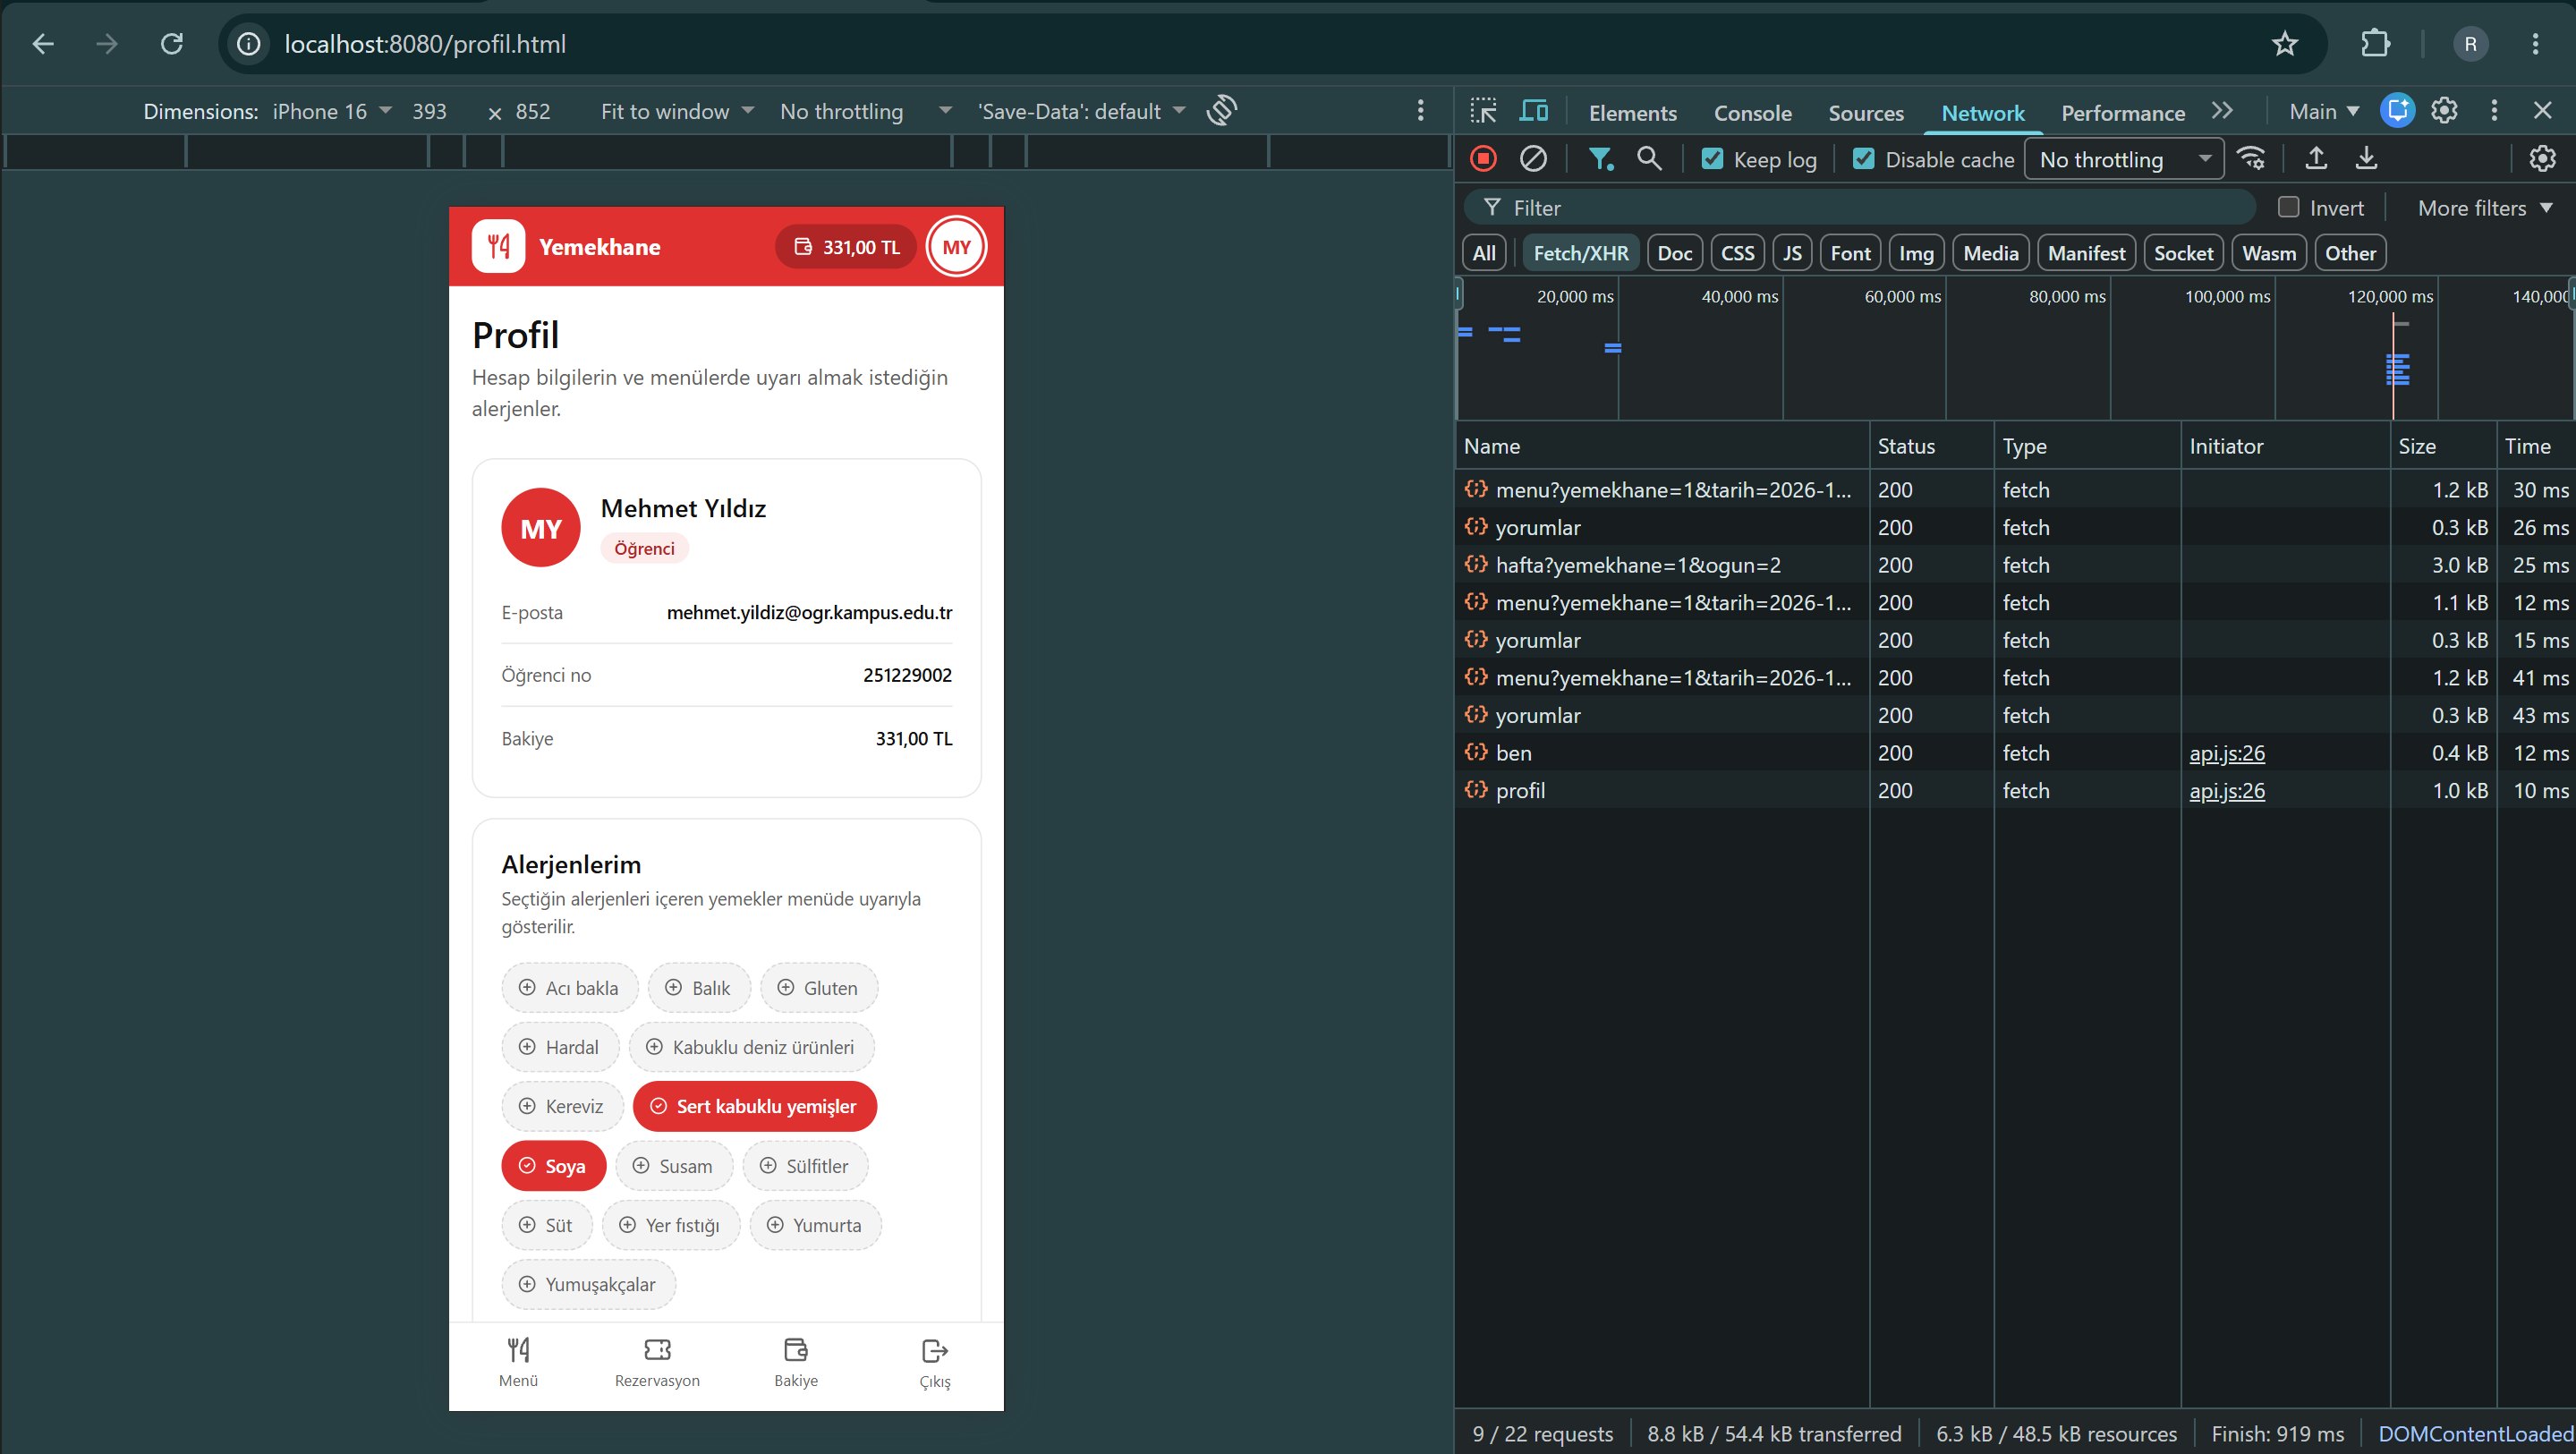 localhost:8080/profil.html
R
Dimensions: iPhone 16 393 × 852 Fit to window No throttling 'Save-Data': default
Yemekhane 331,00 TL MY
Profil
Hesap bilgilerin ve menülerde uyarı almak istediğin
alerjenler.
MY
Mehmet Yıldız
Öğrenci
E-posta mehmet.yildiz@ogr.kampus.edu.tr
Öğrenci no 251229002
Bakiye 331,00 TL
Alerjenlerim
Seçtiğin alerjenleri içeren yemekler menüde uyarıyla
gösterilir.
Acı bakla Balık Gluten
Hardal Kabuklu deniz ürünleri
Kereviz Sert kabuklu yemişler
Soya Susam Sülfitler
Süt Yer fıstığı Yumurta
Yumuşakçalar
Menü Rezervasyon Bakiye Çıkış
Elements Console Sources Network Performance Main
Keep log Disable cache No throttling
Filter Invert More filters
All Fetch/XHR Doc CSS JS Font Img Media Manifest Socket Wasm Other
20,000 ms 40,000 ms 60,000 ms 80,000 ms 100,000 ms 120,000 ms 140,000
Name Status Type Initiator Size Time
menu?yemekhane=1&tarih=2026-1... 200 fetch 1.2 kB 30 ms
yorumlar 200 fetch 0.3 kB 26 ms
hafta?yemekhane=1&ogun=2 200 fetch 3.0 kB 25 ms
menu?yemekhane=1&tarih=2026-1... 200 fetch 1.1 kB 12 ms
yorumlar 200 fetch 0.3 kB 15 ms
menu?yemekhane=1&tarih=2026-1... 200 fetch 1.2 kB 41 ms
yorumlar 200 fetch 0.3 kB 43 ms
ben 200 fetch api.js:26 0.4 kB 12 ms
profil 200 fetch api.js:26 1.0 kB 10 ms
9 / 22 requests 8.8 kB / 54.4 kB transferred 6.3 kB / 48.5 kB resources Finish: 919 ms DOMContentLoaded